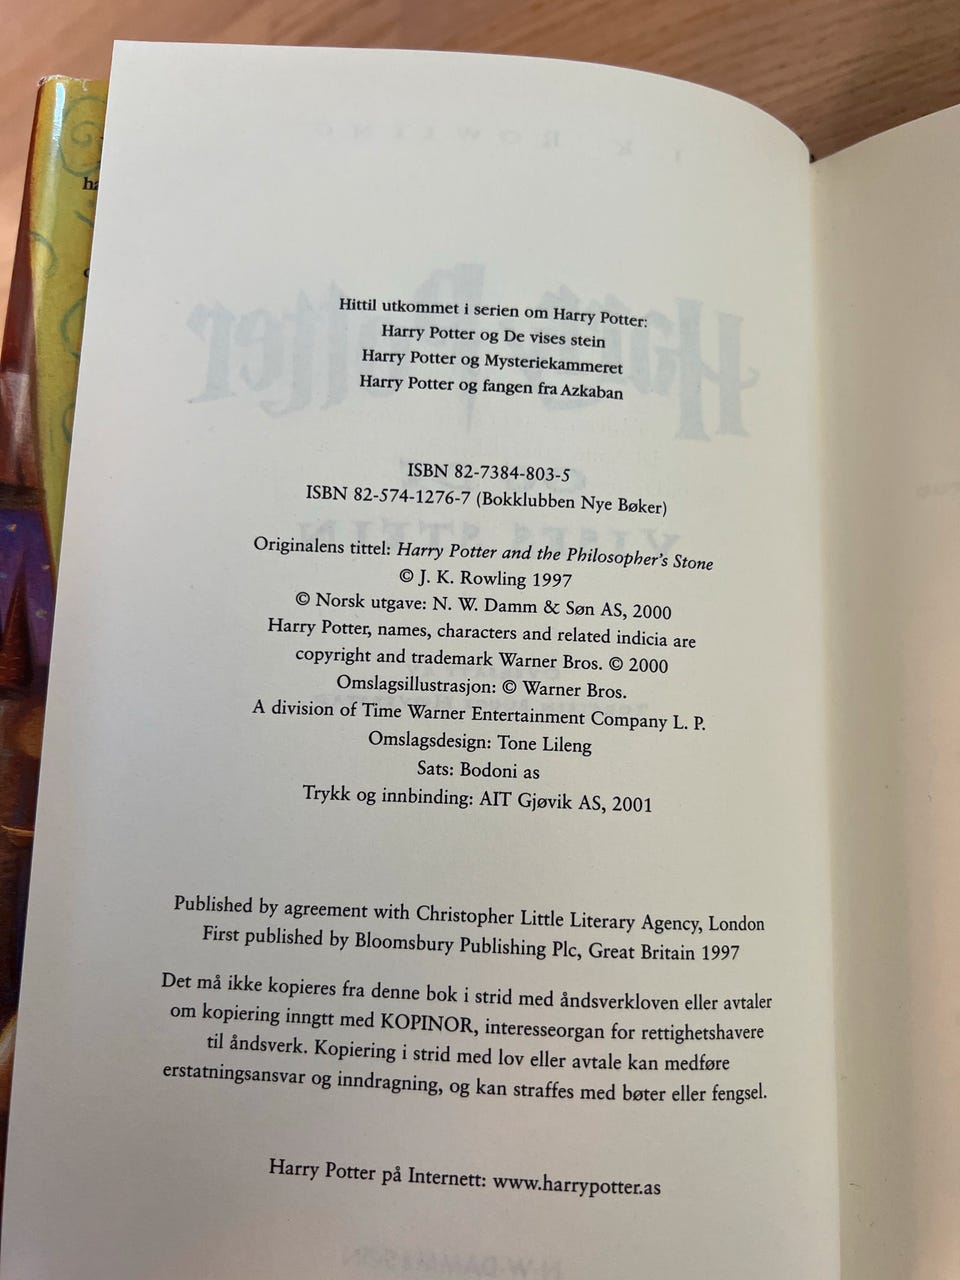 ha
Hittil utkommet i serien om Harry Potter:
Harry Potter og De vises stein
Harry Potter og Mysteriekammeret
Harry Potter og fangen fra Azkaban
ISBN 82-7384-803-5
ISBN 82-574-1276-7 (Bokklubben Nye Bøker)
Originalens tittel: Harry Potter and the Philosopher's Stone
© J. K. Rowling 1997
© Norsk utgave: N. W. Damm & Søn AS, 2000
Harry Potter, names, characters and related indicia are
copyright and trademark Warner Bros. © 2000
Omslagsillustrasjon: © Warner Bros.
A division of Time Warner Entertainment Company L. P.
Omslagsdesign: Tone Lileng
Sats: Bodoni as
Trykk og innbinding: AIT Gjøvik AS, 2001
Published by agreement with Christopher Little Literary Agency, London
First published by Bloomsbury Publishing Plc, Great Britain 1997
Det må ikke kopieres fra denne bok i strid med åndsverkloven eller avtaler
om kopiering inngtt med KOPINOR, interesseorgan for rettighetshavere
til åndsverk. Kopiering i strid med lov eller avtale kan medføre
erstatningsansvar og inndragning, og kan straffes med bøter eller fengsel.
Harry Potter på Internett: www.harrypotter.as